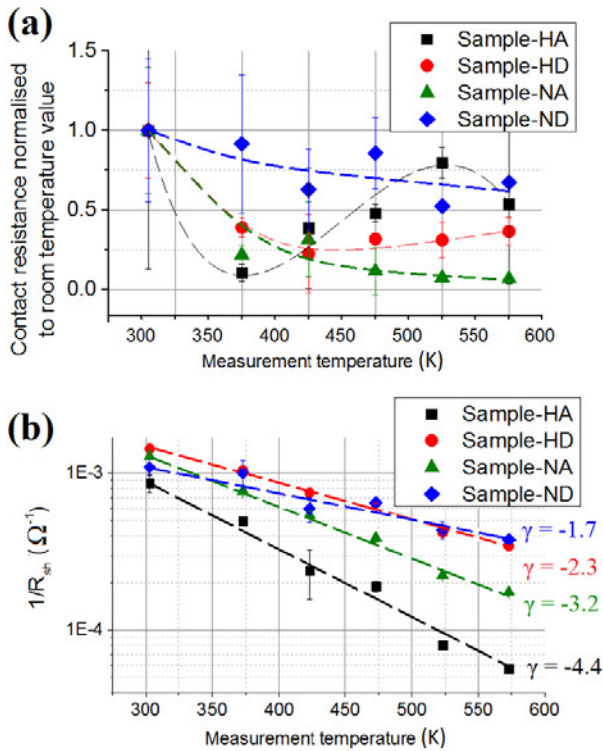 (a)
Contact resistance normalised
to room temperature value
1.5
1.0
0.5
0.0
Sample-HA
Sample-HD
Sample-NA
Sample-ND
300 350 400 450 500 550 600
Measurement temperature (K)
(b)
1/Rsh (Ω-1)
1E-3
1E-4
Sample-HA
Sample-HD
Sample-NA
Sample-ND
γ = -1.7
γ = -2.3
γ = -3.2
γ = -4.4
300 350 400 450 500 550 600
Measurement temperature (K)